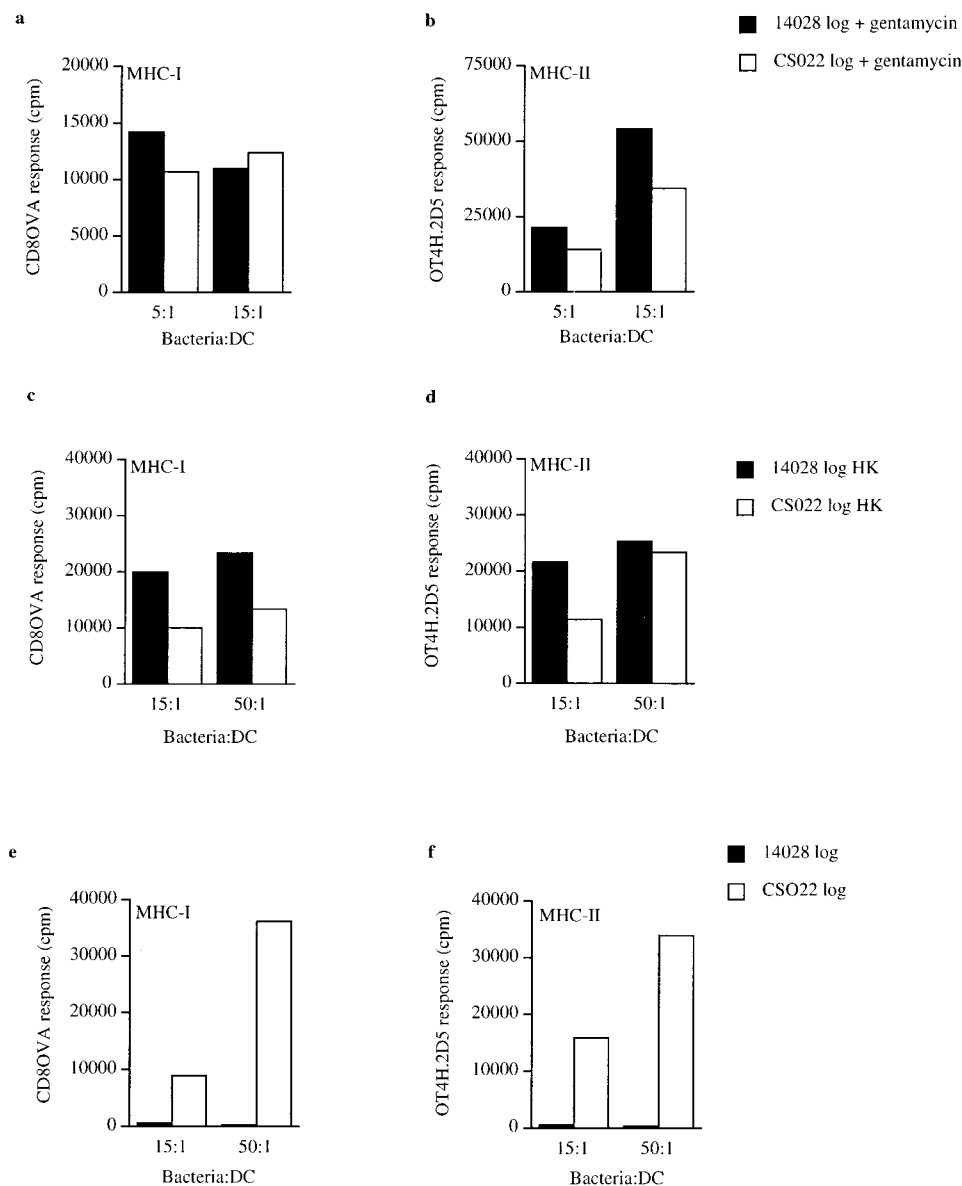 a
MHC-I
CD8OVA response (cpm)
20000
15000
10000
5000
0
5:1
15:1
Bacteria:DC
b
MHC-II
OT4H.2D5 response (cpm)
75000
50000
25000
0
5:1
15:1
Bacteria:DC
14028 log + gentamycin
CS022 log + gentamycin
c
MHC-I
CD8OVA response (cpm)
40000
30000
20000
10000
0
15:1
50:1
Bacteria:DC
d
MHC-II
OT4H.2D5 response (cpm)
40000
30000
20000
10000
0
15:1
50:1
Bacteria:DC
14028 log HK
CS022 log HK
e
MHC-I
CD8OVA response (cpm)
40000
30000
20000
10000
0
15:1
50:1
Bacteria:DC
f
MHC-II
OT4H.2D5 response (cpm)
40000
30000
20000
10000
0
15:1
50:1
Bacteria:DC
14028 log
CSO22 log